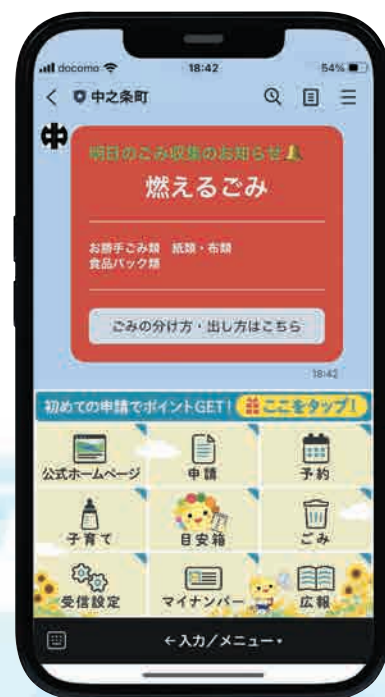 docomo 18:42 54%
中之条町
中
明日のごみ収集のお知らせ
燃えるごみ
お勝手ごみ類 紙類・布類
食品パック類
ごみの分け方・出し方はこちら
18:42
初めての申請でポイントGET! ここをタップ!
公式ホームページ 申請 予約
子育て 目安箱 ごみ
受信設定 マイナンバー 広報
←入力/メニュー▾